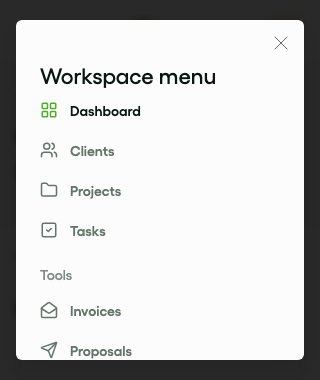 Workspace menu
Dashboard
Clients
Projects
Tasks
Tools
Invoices
Proposals